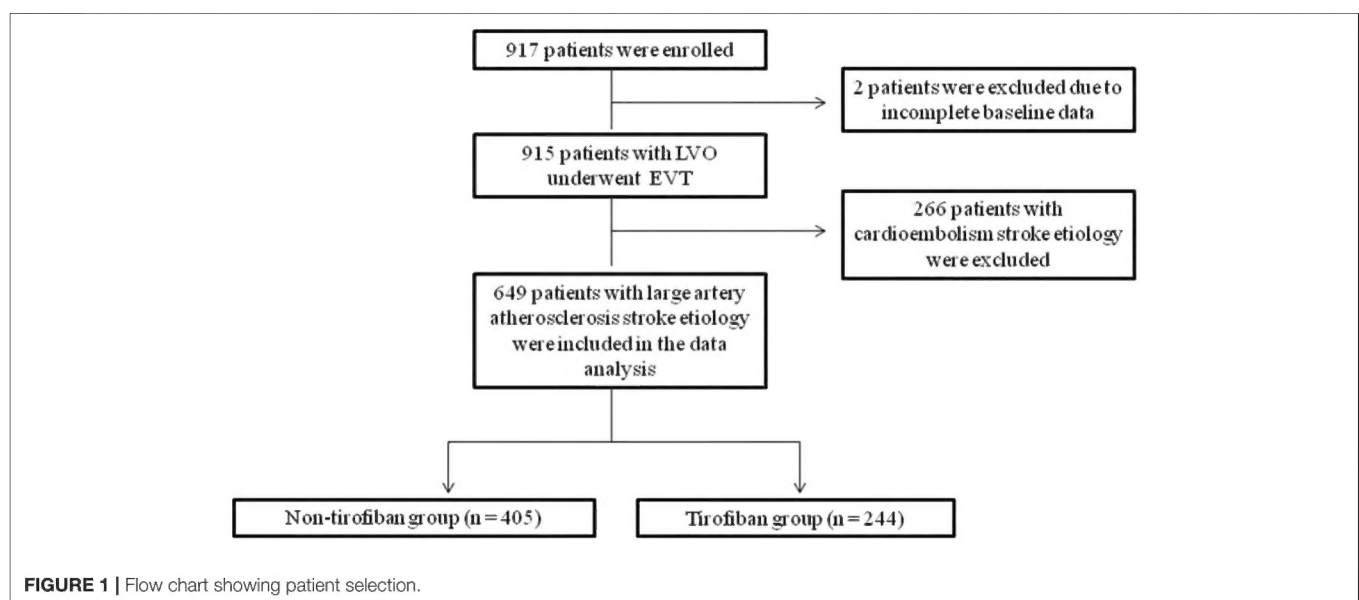 917 patients were enrolled
2 patients were excluded due to
incomplete baseline data
915 patients with LVO
underwent EVT
266 patients with
cardioembolism stroke etiology
were excluded
649 patients with large artery
atherosclerosis stroke etiology
were included in the data
analysis
Non-tirofiban group (n = 405)
Tirofiban group (n = 244)
FIGURE 1 | Flow chart showing patient selection.